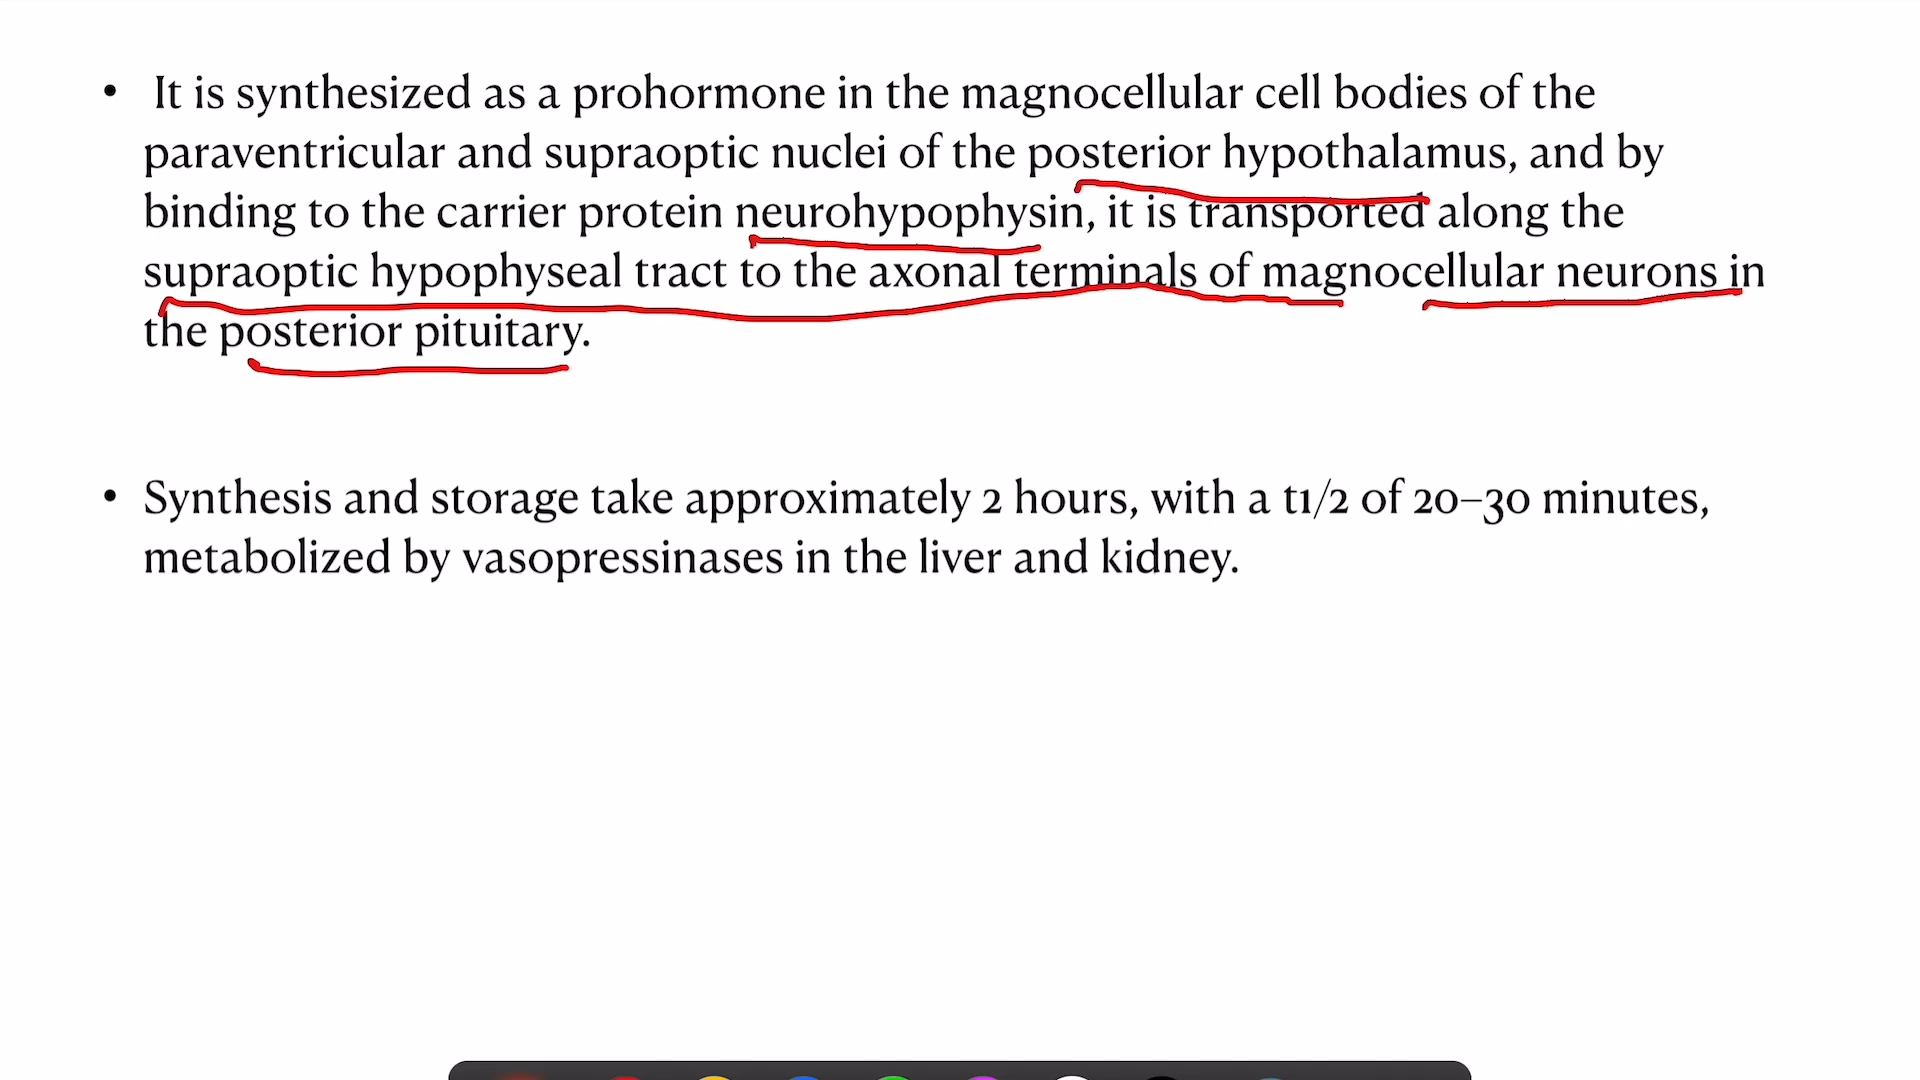 • It is synthesized as a prohormone in the magnocellular cell bodies of the
paraventricular and supraoptic nuclei of the posterior hypothalamus, and by
binding to the carrier protein neurohypophysin, it is transported along the
supraoptic hypophyseal tract to the axonal terminals of magnocellular neurons in
the posterior pituitary.
• Synthesis and storage take approximately 2 hours, with a t1/2 of 20–30 minutes,
metabolized by vasopressinases in the liver and kidney.